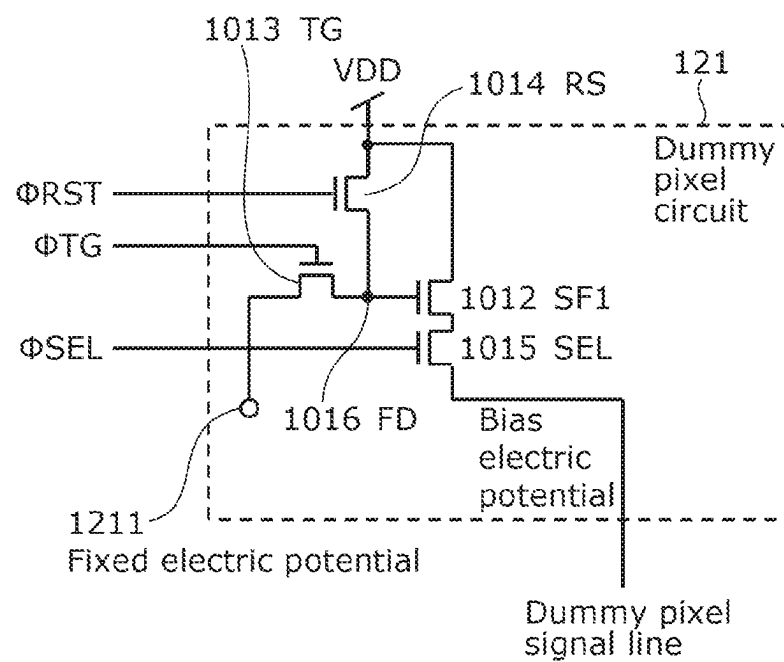 1013 TG
VDD
1014 RS
121
Dummy
pixel
circuit
ΦRST
ΦTG
1012 SF1
ΦSEL
1015 SEL
1016 FD
Bias
electric
potential
1211
Fixed electric potential
Dummy pixel
signal line